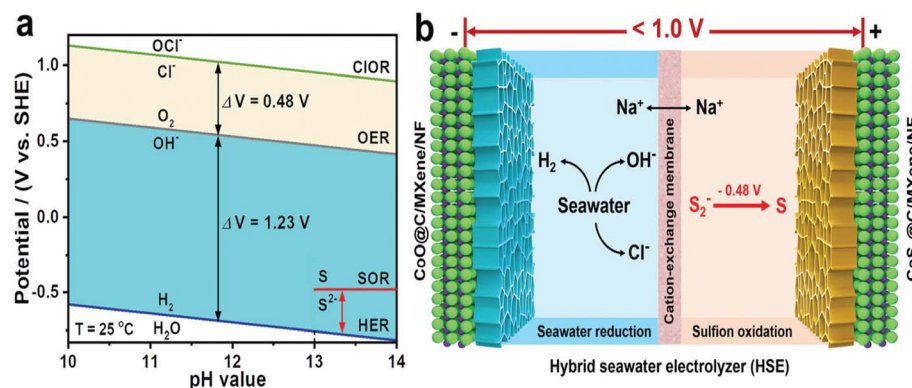 a
Potential / (V vs. SHE)
1.0
0.5
0.0
-0.5
OCl⁻
ClOR
Cl⁻
ΔV = 0.48 V
O₂
OER
OH⁻
ΔV = 1.23 V
S
SOR
S²⁻
H₂
HER
T = 25 °C
H₂O
10 11 12 13 14
pH value
b
- < 1.0 V +
CoO@C/MXene/NF
Na⁺ Na⁺
H₂ OH⁻
Seawater
Cl⁻
Cation-exchange membrane
- 0.48 V
S₂⁻ S
Seawater reduction
Sulfion oxidation
@C/MXene/NF
Hybrid seawater electrolyzer (HSE)